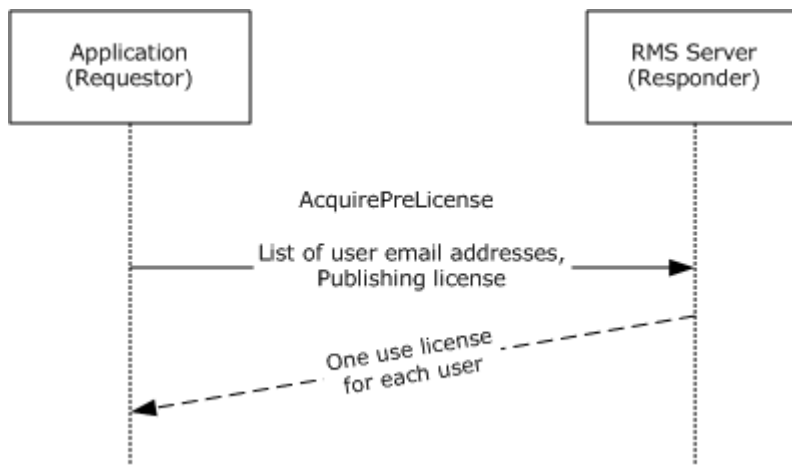 Application
(Requestor)
RMS Server
(Responder)
AcquirePreLicense
List of user email addresses,
Publishing license
One use license
for each user